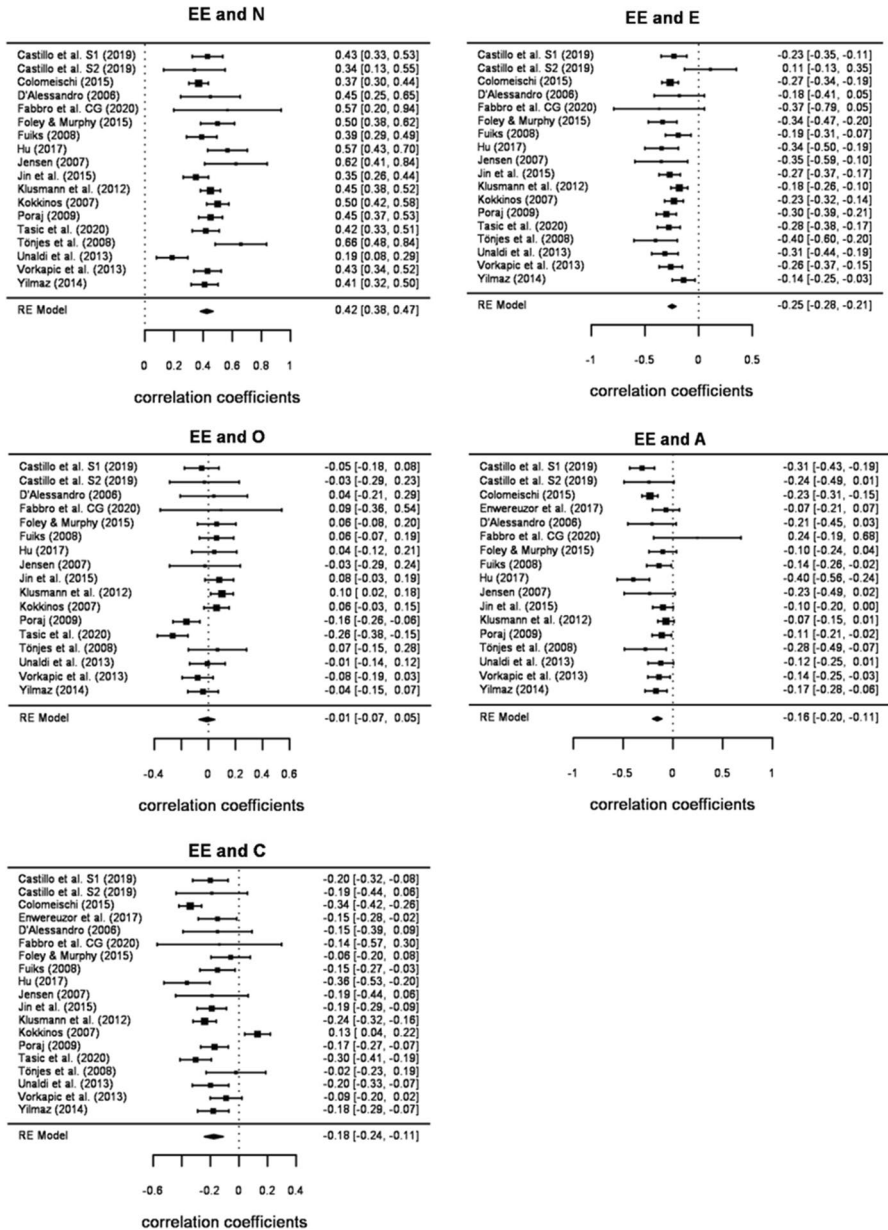 EE and N
Castillo et al. S1 (2019) 0.43 [0.33, 0.53]
Castillo et al. S2 (2019) 0.34 [0.13, 0.55]
Colomeischi (2015) 0.37 [0.30, 0.44]
D'Alessandro (2006) 0.45 [0.25, 0.65]
Fabbro et al. CG (2020) 0.57 [0.20, 0.94]
Foley & Murphy (2015) 0.50 [0.38, 0.62]
Fuiks (2008) 0.39 [0.29, 0.49]
Hu (2017) 0.57 [0.43, 0.70]
Jensen (2007) 0.62 [0.41, 0.84]
Jin et al. (2015) 0.35 [0.26, 0.44]
Klusmann et al. (2012) 0.45 [0.38, 0.52]
Kokkinos (2007) 0.50 [0.42, 0.58]
Poraj (2009) 0.45 [0.37, 0.53]
Tasic et al. (2020) 0.42 [0.33, 0.51]
Tönjes et al. (2008) 0.66 [0.48, 0.84]
Unaldi et al. (2013) 0.19 [0.08, 0.29]
Vorkapic et al. (2013) 0.43 [0.34, 0.52]
Yilmaz (2014) 0.41 [0.32, 0.50]
RE Model 0.42 [0.38, 0.47]
0 0.2 0.4 0.6 0.8 1
correlation coefficients
EE and E
Castillo et al. S1 (2019) -0.23 [-0.35, -0.11]
Castillo et al. S2 (2019) 0.11 [-0.13, 0.35]
Colomeischi (2015) -0.27 [-0.34, -0.19]
D'Alessandro (2006) -0.18 [-0.41, 0.05]
Fabbro et al. CG (2020) -0.37 [-0.79, 0.05]
Foley & Murphy (2015) -0.34 [-0.47, -0.20]
Fuiks (2008) -0.19 [-0.31, -0.07]
Hu (2017) -0.34 [-0.50, -0.19]
Jensen (2007) -0.35 [-0.59, -0.10]
Jin et al. (2015) -0.27 [-0.37, -0.17]
Klusmann et al. (2012) -0.18 [-0.26, -0.10]
Kokkinos (2007) -0.23 [-0.32, -0.14]
Poraj (2009) -0.30 [-0.39, -0.21]
Tasic et al. (2020) -0.28 [-0.38, -0.17]
Tönjes et al. (2008) -0.40 [-0.60, -0.20]
Unaldi et al. (2013) -0.31 [-0.44, -0.19]
Vorkapic et al. (2013) -0.26 [-0.37, -0.15]
Yilmaz (2014) -0.14 [-0.25, -0.03]
RE Model -0.25 [-0.28, -0.21]
-1 -0.5 0 0.5
correlation coefficients
EE and O
Castillo et al. S1 (2019) -0.05 [-0.18, 0.08]
Castillo et al. S2 (2019) -0.03 [-0.29, 0.23]
D'Alessandro (2006) 0.04 [-0.21, 0.29]
Fabbro et al. CG (2020) 0.09 [-0.36, 0.54]
Foley & Murphy (2015) 0.06 [-0.08, 0.20]
Fuiks (2008) 0.06 [-0.07, 0.19]
Hu (2017) 0.04 [-0.12, 0.21]
Jensen (2007) -0.03 [-0.29, 0.24]
Jin et al. (2015) 0.08 [-0.03, 0.19]
Klusmann et al. (2012) 0.10 [ 0.02, 0.18]
Kokkinos (2007) 0.06 [-0.03, 0.15]
Poraj (2009) -0.16 [-0.26, -0.06]
Tasic et al. (2020) -0.26 [-0.38, -0.15]
Tönjes et al. (2008) 0.07 [-0.15, 0.28]
Unaldi et al. (2013) -0.01 [-0.14, 0.12]
Vorkapic et al. (2013) -0.08 [-0.19, 0.03]
Yilmaz (2014) -0.04 [-0.15, 0.07]
RE Model -0.01 [-0.07, 0.05]
-0.4 0 0.2 0.6
correlation coefficients
EE and A
Castillo et al. S1 (2019) -0.31 [-0.43, -0.19]
Castillo et al. S2 (2019) -0.24 [-0.49, 0.01]
Colomeischi (2015) -0.23 [-0.31, -0.15]
Enwereuzor et al. (2017) -0.07 [-0.21, 0.07]
D'Alessandro (2006) -0.21 [-0.45, 0.03]
Fabbro et al. CG (2020) 0.24 [-0.19, 0.68]
Foley & Murphy (2015) -0.10 [-0.24, 0.04]
Fuiks (2008) -0.14 [-0.26, -0.02]
Hu (2017) -0.40 [-0.56, -0.24]
Jensen (2007) -0.23 [-0.49, 0.02]
Jin et al. (2015) -0.10 [-0.20, 0.00]
Klusmann et al. (2012) -0.07 [-0.15, 0.01]
Poraj (2009) -0.11 [-0.21, -0.02]
Tönjes et al. (2008) -0.28 [-0.49, -0.07]
Unaldi et al. (2013) -0.12 [-0.25, 0.01]
Vorkapic et al. (2013) -0.14 [-0.25, -0.03]
Yilmaz (2014) -0.17 [-0.28, -0.06]
RE Model -0.16 [-0.20, -0.11]
-1 -0.5 0 0.5 1
correlation coefficients
EE and C
Castillo et al. S1 (2019) -0.20 [-0.32, -0.08]
Castillo et al. S2 (2019) -0.19 [-0.44, 0.06]
Colomeischi (2015) -0.34 [-0.42, -0.26]
Enwereuzor et al. (2017) -0.15 [-0.28, -0.02]
D'Alessandro (2006) -0.15 [-0.39, 0.09]
Fabbro et al. CG (2020) -0.14 [-0.57, 0.30]
Foley & Murphy (2015) -0.06 [-0.20, 0.08]
Fuiks (2008) -0.15 [-0.27, -0.03]
Hu (2017) -0.36 [-0.53, -0.20]
Jensen (2007) -0.19 [-0.44, 0.06]
Jin et al. (2015) -0.19 [-0.29, -0.09]
Klusmann et al. (2012) -0.24 [-0.32, -0.16]
Kokkinos (2007) 0.13 [ 0.04, 0.22]
Poraj (2009) -0.17 [-0.27, -0.07]
Tasic et al. (2020) -0.30 [-0.41, -0.19]
Tönjes et al. (2008) -0.02 [-0.23, 0.19]
Unaldi et al. (2013) -0.20 [-0.33, -0.07]
Vorkapic et al. (2013) -0.09 [-0.20, 0.02]
Yilmaz (2014) -0.18 [-0.29, -0.07]
RE Model -0.18 [-0.24, -0.11]
-0.6 -0.2 0 0.2 0.4
correlation coefficients